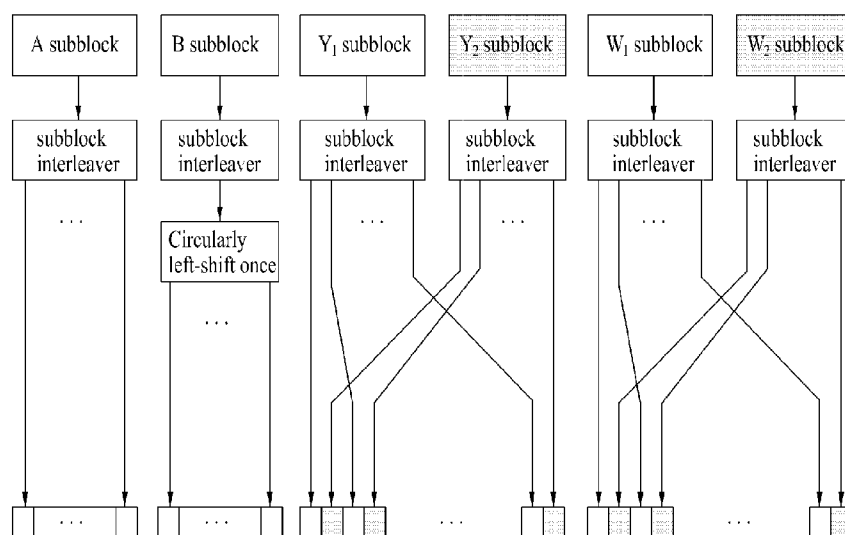 A subblock
B subblock
Y₁ subblock
Y₂ subblock
W₁ subblock
W₂ subblock
subblock
interleaver
subblock
interleaver
subblock
interleaver
subblock
interleaver
subblock
interleaver
subblock
interleaver
...
Circularly
left-shift once
...
...
...
...
...
...
...
...
...